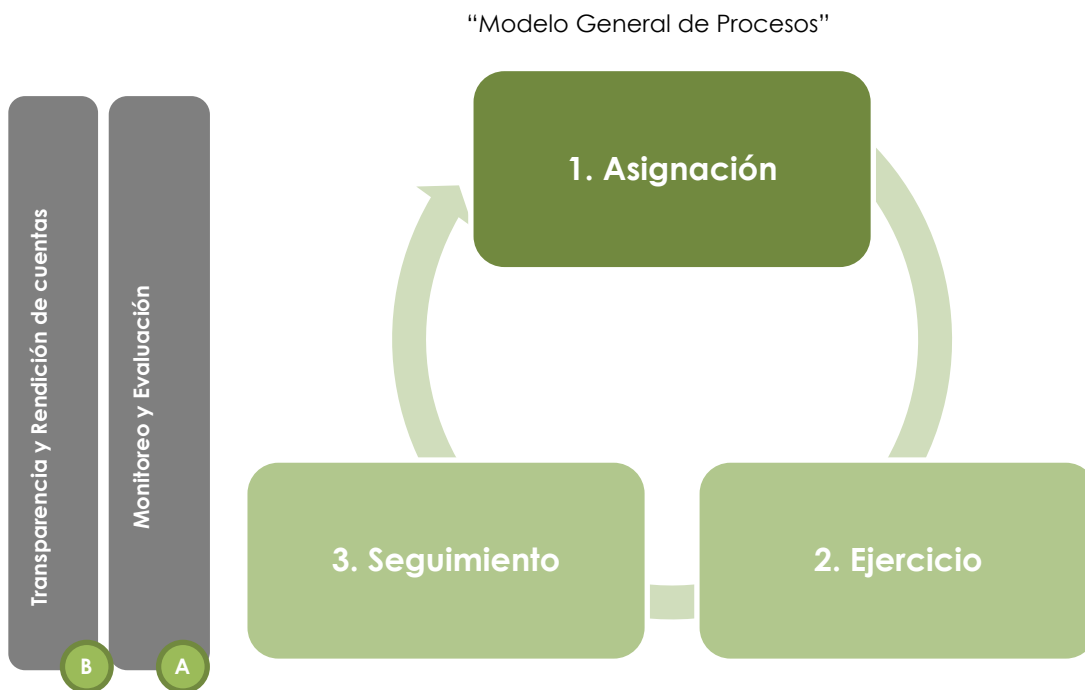 “Modelo General de Procesos”
Transparencia y Rendición de cuentas
B
Monitoreo y Evaluación
A
1. Asignación
2. Ejercicio
3. Seguimiento